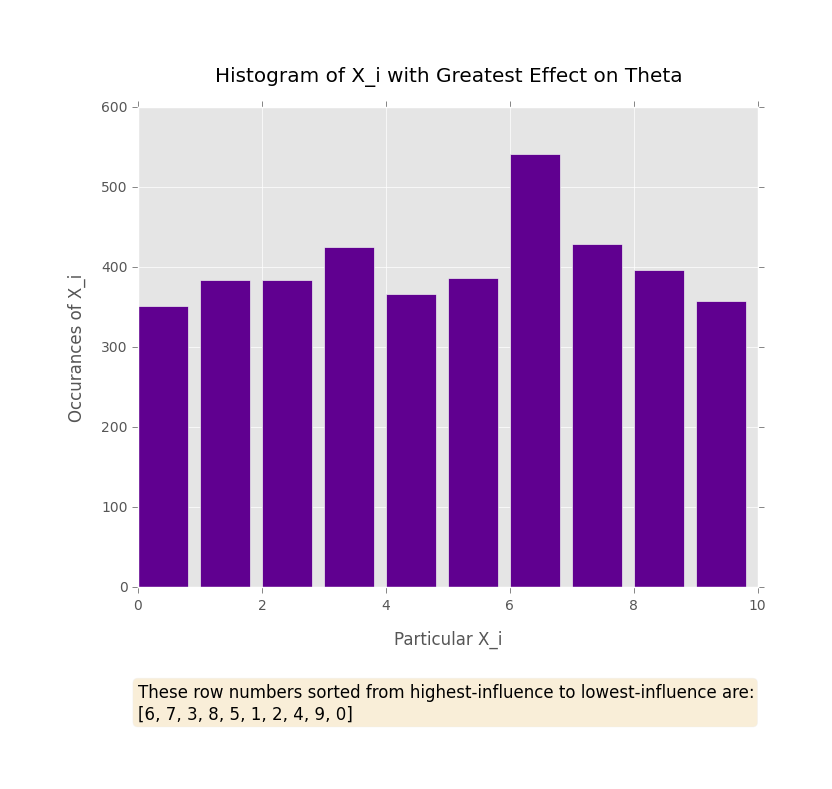 Histogram of X_i with Greatest Effect on Theta
600
500
400
300
200
100
0
Occurances of X_i
0 2 4 6 8 10
Particular X_i
These row numbers sorted from highest-influence to lowest-influence are:
[6, 7, 3, 8, 5, 1, 2, 4, 9, 0]